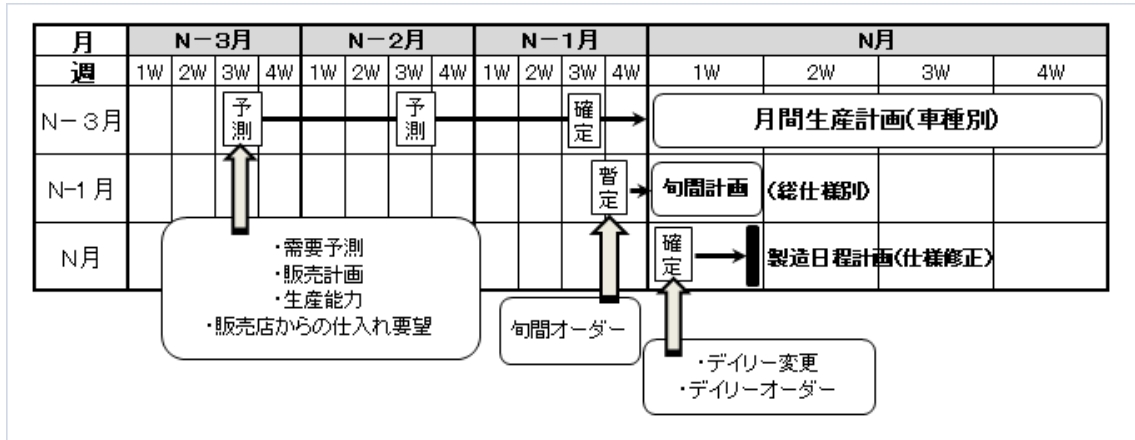 月 N－3月 N－2月 N－1月 N月
週 1W 2W 3W 4W 1W 2W 3W 4W 1W 2W 3W 4W 1W 2W 3W 4W
N－3月 予測 予測 確定 月間生産計画(車種別)
N-1月 暫定 旬間計画 (総仕様別)
N月 確定 製造日程計画(仕様修正)
・需要予測
・販売計画
・生産能力
・販売店からの仕入れ要望
旬間オーダー
・デイリー変更
・デイリーオーダー